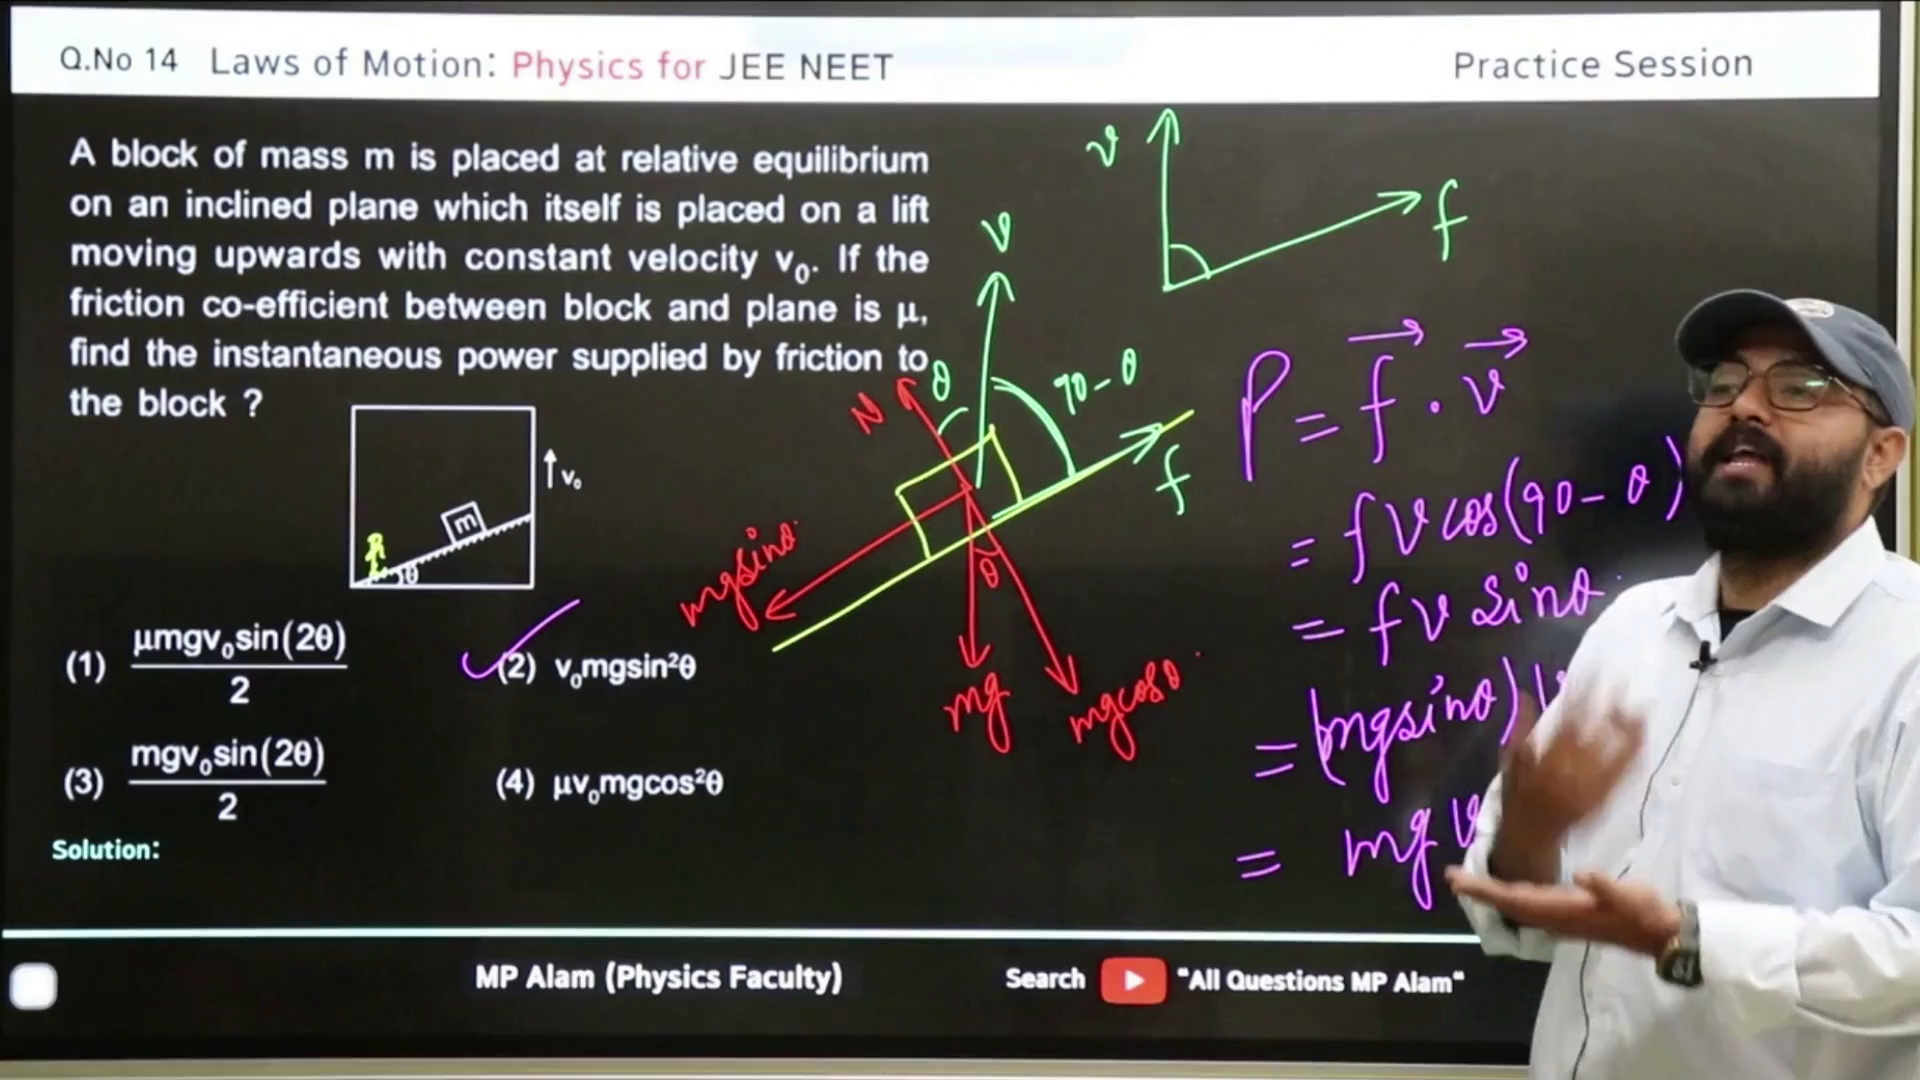 Q.No 14 Laws of Motion: Physics for JEE NEET
Practice Session
A block of mass m is placed at relative equilibrium
on an inclined plane which itself is placed on a lift
moving upwards with constant velocity v₀. If the
friction co-efficient between block and plane is μ,
find the instantaneous power supplied by friction to
the block ?
m
θ
v₀
(1) μmgv₀sin(2θ)/2
(2) v₀mgsin²θ
(3) mgv₀sin(2θ)/2
(4) μv₀mgcos²θ
Solution:
v
f
v
θ
90-θ
N
f
mgsinθ
θ
mg
mgcosθ
P = f . v
= f v cos(90-θ)
= f v sinθ
= (mgsinθ)
= mg v
MP Alam (Physics Faculty)
Search "All Questions MP Alam"